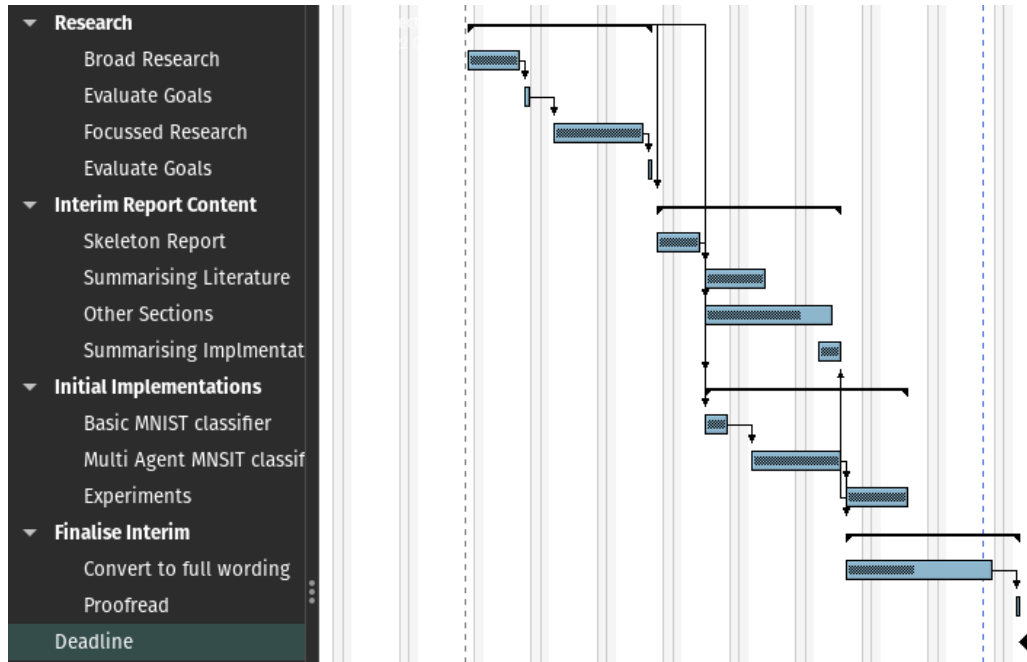 Research
Broad Research
Evaluate Goals
Focussed Research
Evaluate Goals
Interim Report Content
Skeleton Report
Summarising Literature
Other Sections
Summarising Implmentat
Initial Implementations
Basic MNIST classifier
Multi Agent MNSIT classif
Experiments
Finalise Interim
Convert to full wording
Proofread
Deadline